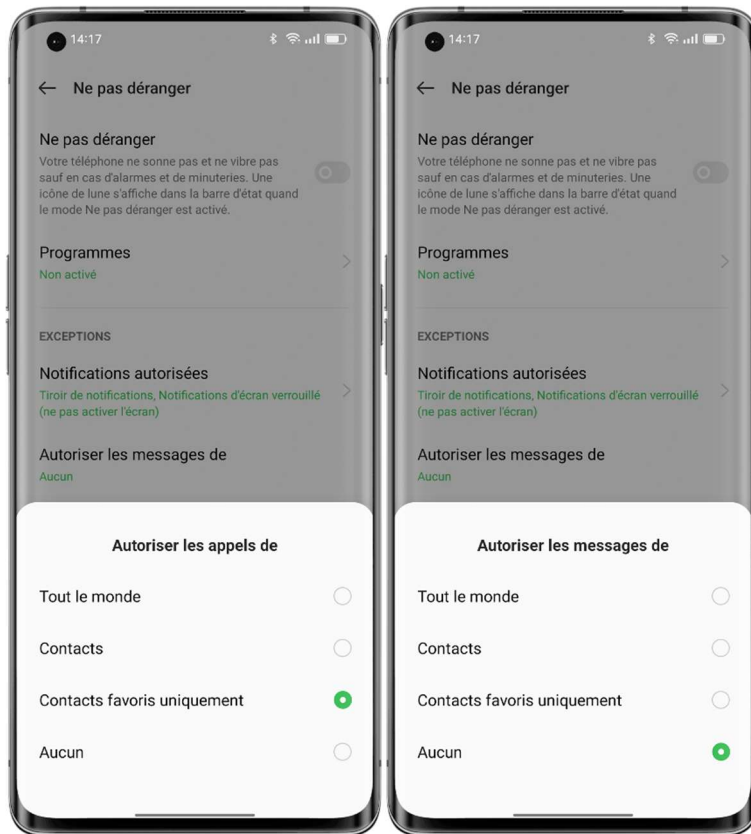 14:17
Ne pas déranger
Ne pas déranger
Votre téléphone ne sonne pas et ne vibre pas
sauf en cas d'alarmes et de minuteries. Une
icône de lune s'affiche dans la barre d'état quand
le mode Ne pas déranger est activé.
Programmes
Non activé
EXCEPTIONS
Notifications autorisées
Tiroir de notifications, Notifications d'écran verrouillé
(ne pas activer l'écran)
Autoriser les messages de
Aucun
Autoriser les appels de
Tout le monde
Contacts
Contacts favoris uniquement
Aucun
14:17
Ne pas déranger
Ne pas déranger
Votre téléphone ne sonne pas et ne vibre pas
sauf en cas d'alarmes et de minuteries. Une
icône de lune s'affiche dans la barre d'état quand
le mode Ne pas déranger est activé.
Programmes
Non activé
EXCEPTIONS
Notifications autorisées
Tiroir de notifications, Notifications d'écran verrouillé
(ne pas activer l'écran)
Autoriser les messages de
Aucun
Autoriser les messages de
Tout le monde
Contacts
Contacts favoris uniquement
Aucun